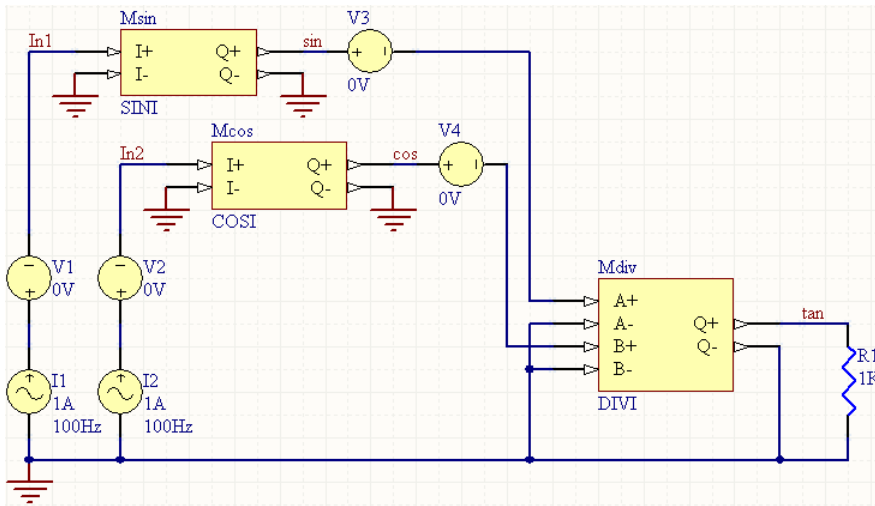 Msin
V3
In1
I+
Q+
sin
I-
Q-
0V
SINI
Mcos
V4
In2
I+
Q+
cos
I-
Q-
0V
COSI
V1
0V
V2
0V
Mdiv
A+
A-
Q+
tan
B+
Q-
B-
R1
DIVI
I1
1A
100Hz
I2
1A
100Hz